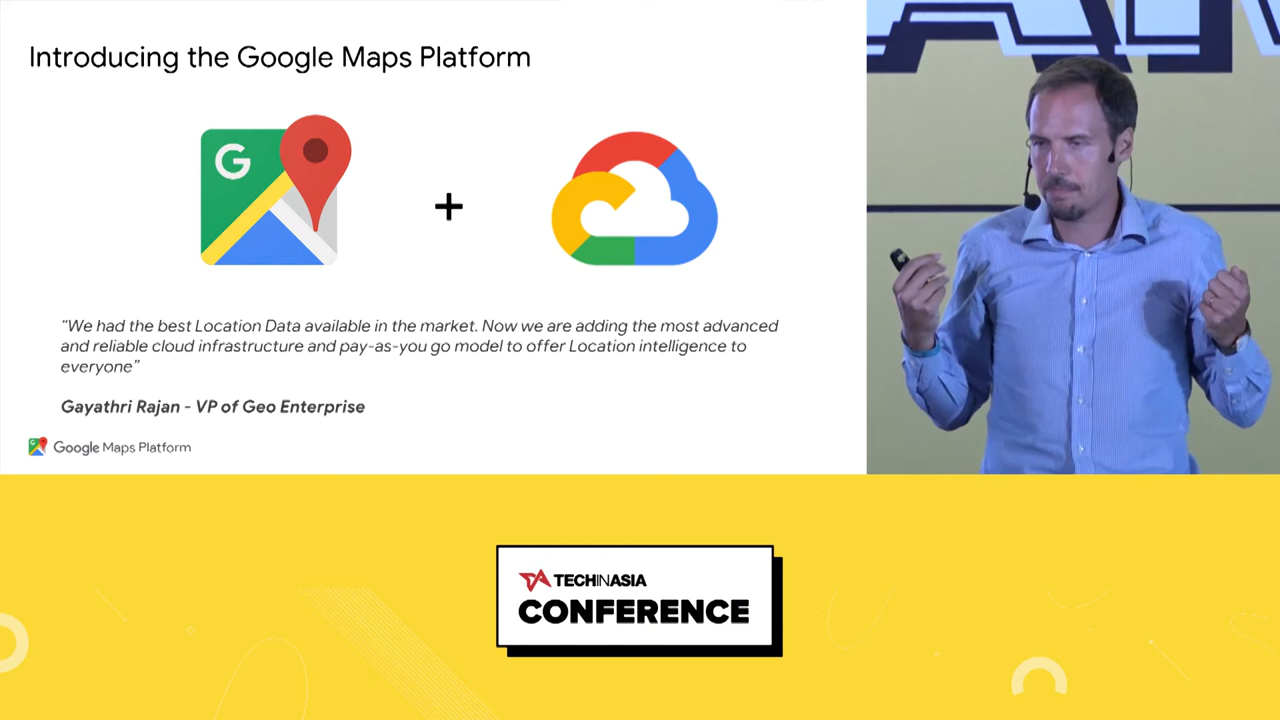 Introducing the Google Maps Platform
G
+
“We had the best Location Data available in the market. Now we are adding the most advanced
and reliable cloud infrastructure and pay-as-you go model to offer Location intelligence to
everyone”
Gayathri Rajan - VP of Geo Enterprise
Google Maps Platform
TECHINASIA
CONFERENCE